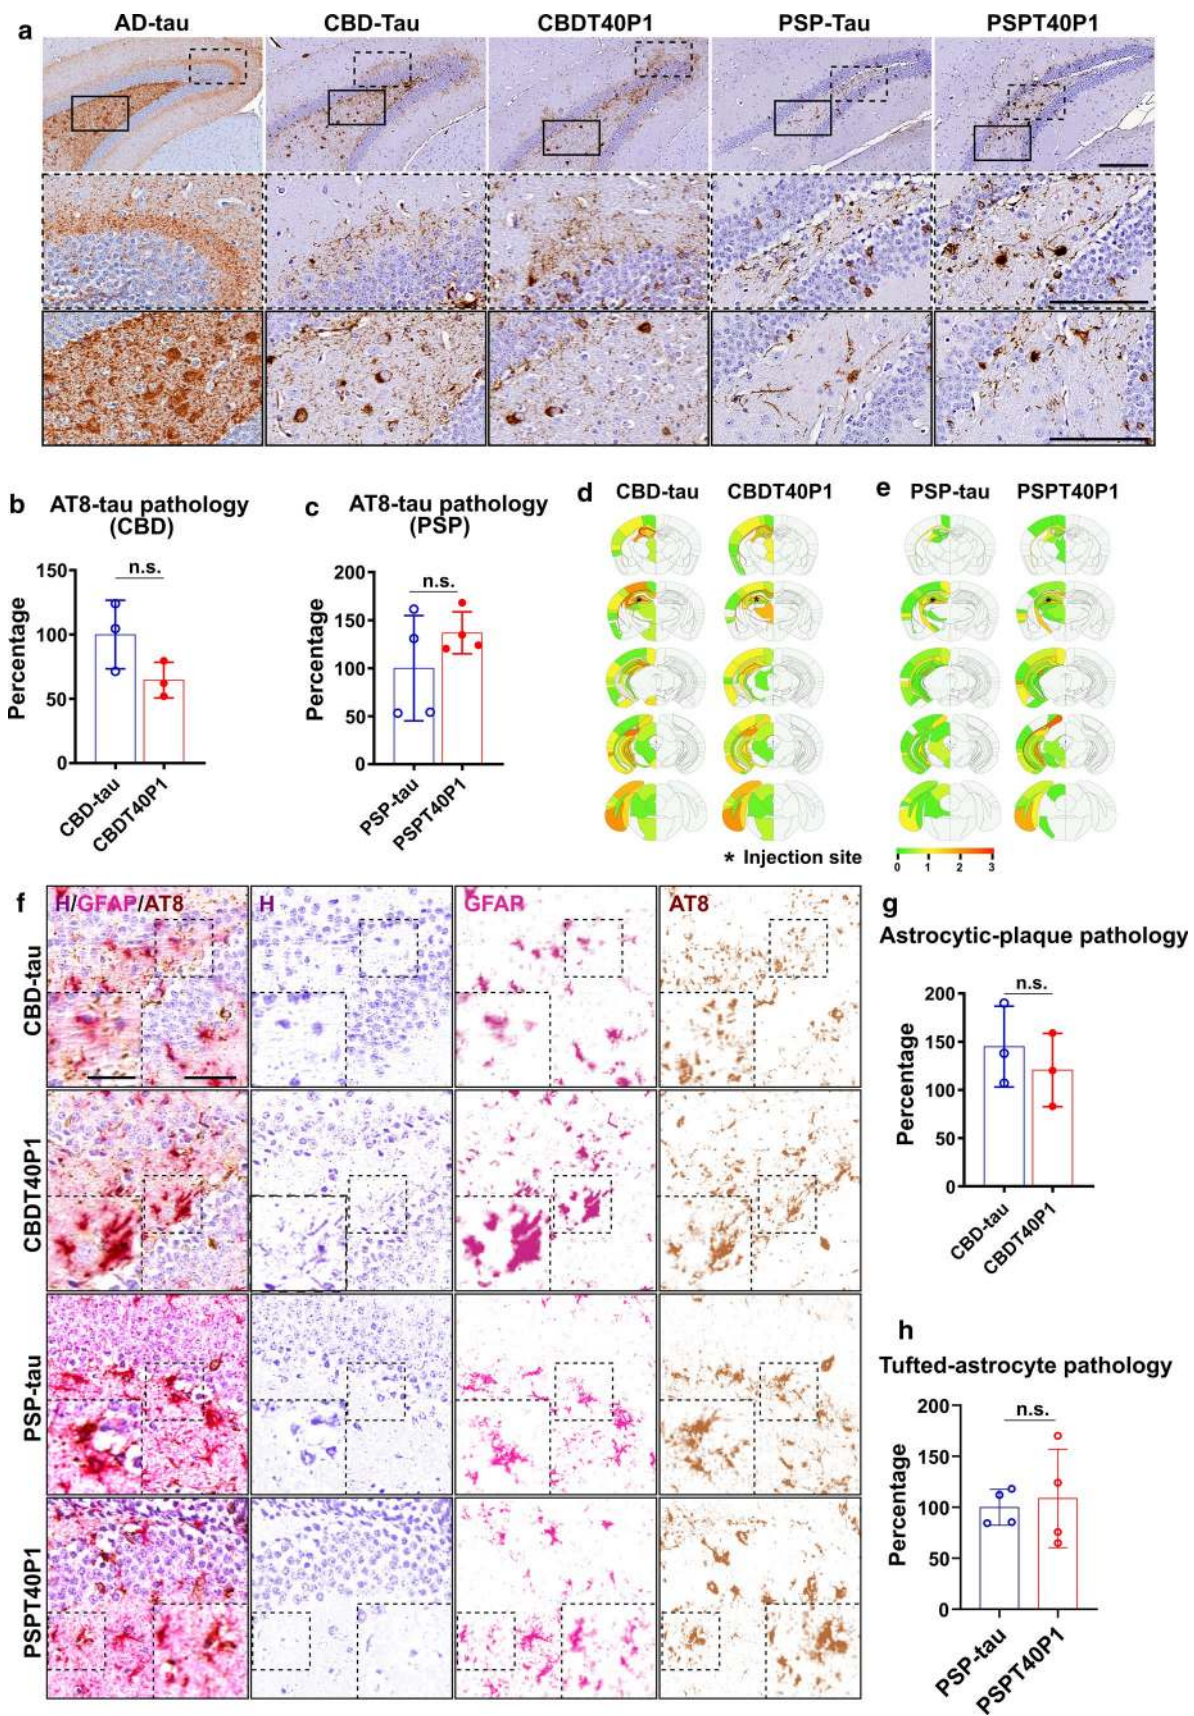 a
AD-tau CBD-Tau CBDT40P1 PSP-Tau PSPT40P1
b
AT8-tau pathology
(CBD)
n.s.
Percentage
150
100
50
0
CBD-tau
CBDT40P1
c
AT8-tau pathology
(PSP)
n.s.
Percentage
200
150
100
50
0
PSP-tau
PSPT40P1
d
CBD-tau CBDT40P1
* Injection site
e
PSP-tau PSPT40P1
0 1 2 3
f
H/GFAP/AT8 H GFAP AT8
CBD-tau
CBDT40P1
PSP-tau
PSPT40P1
g
Astrocytic-plaque pathology
n.s.
Percentage
200
150
100
50
0
CBD-tau
CBDT40P1
h
Tufted-astrocyte pathology
n.s.
Percentage
200
150
100
50
0
PSP-tau
PSPT40P1